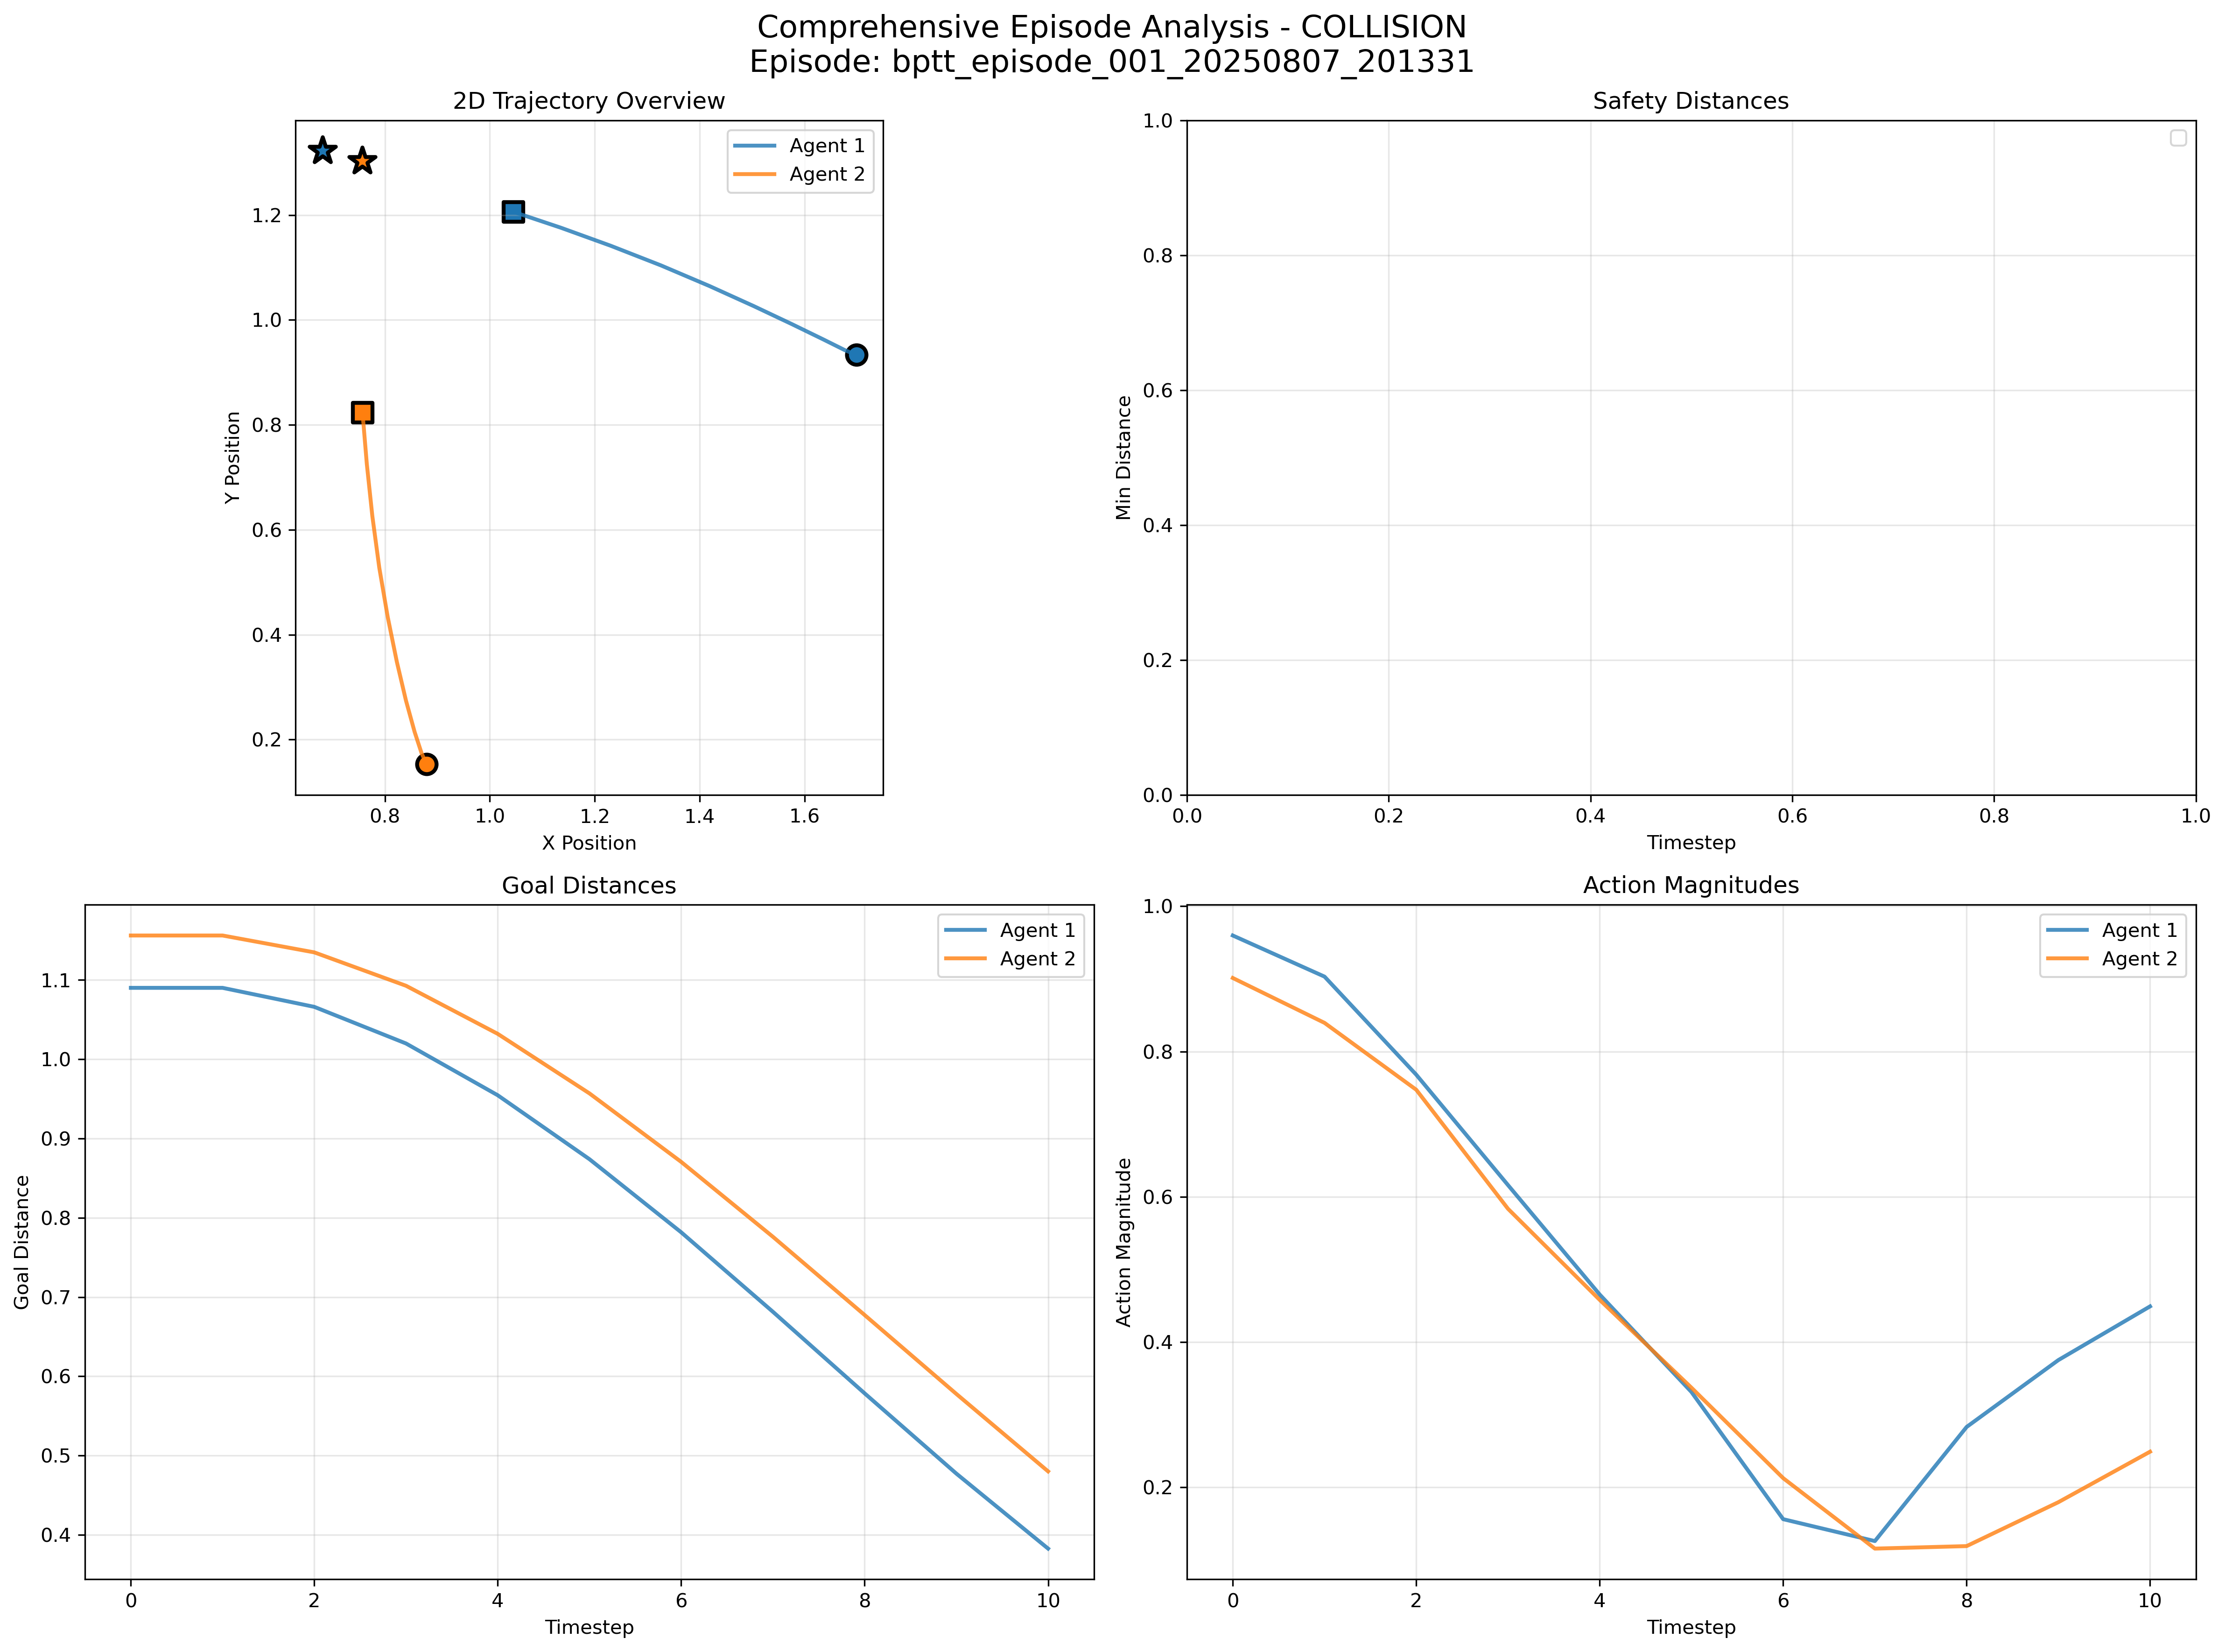 Comprehensive Episode Analysis - COLLISION
Episode: bptt_episode_001_20250807_201331
2D Trajectory Overview
Agent 1
Agent 2
1.2
1.0
0.8
0.6
0.4
0.2
Y Position
0.8 1.0 1.2 1.4 1.6
X Position
Safety Distances
1.0
0.8
0.6
0.4
0.2
0.0
Min Distance
0.0 0.2 0.4 0.6 0.8 1.0
Timestep
Goal Distances
Agent 1
Agent 2
1.1
1.0
0.9
0.8
0.7
0.6
0.5
0.4
Goal Distance
0 2 4 6 8 10
Timestep
Action Magnitudes
Agent 1
Agent 2
1.0
0.8
0.6
0.4
0.2
Action Magnitude
0 2 4 6 8 10
Timestep